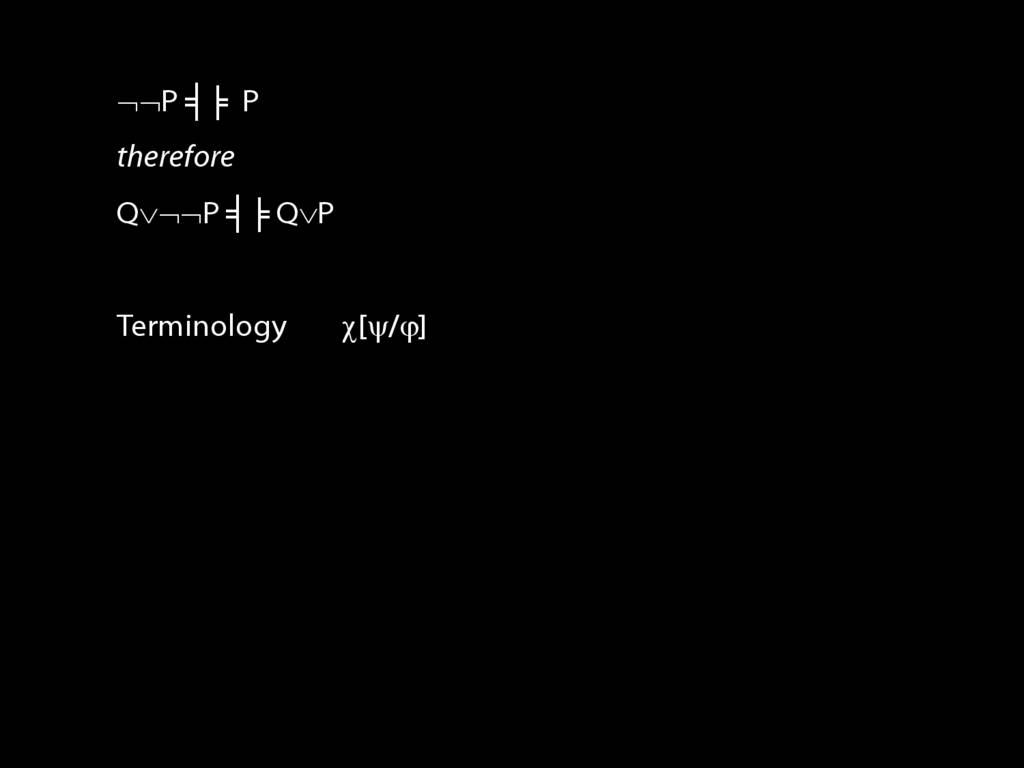 ¬¬P ⫤ ⊨ P
therefore
Q∨¬¬P ⫤ ⊨ Q∨P
Terminology χ[ψ/φ]